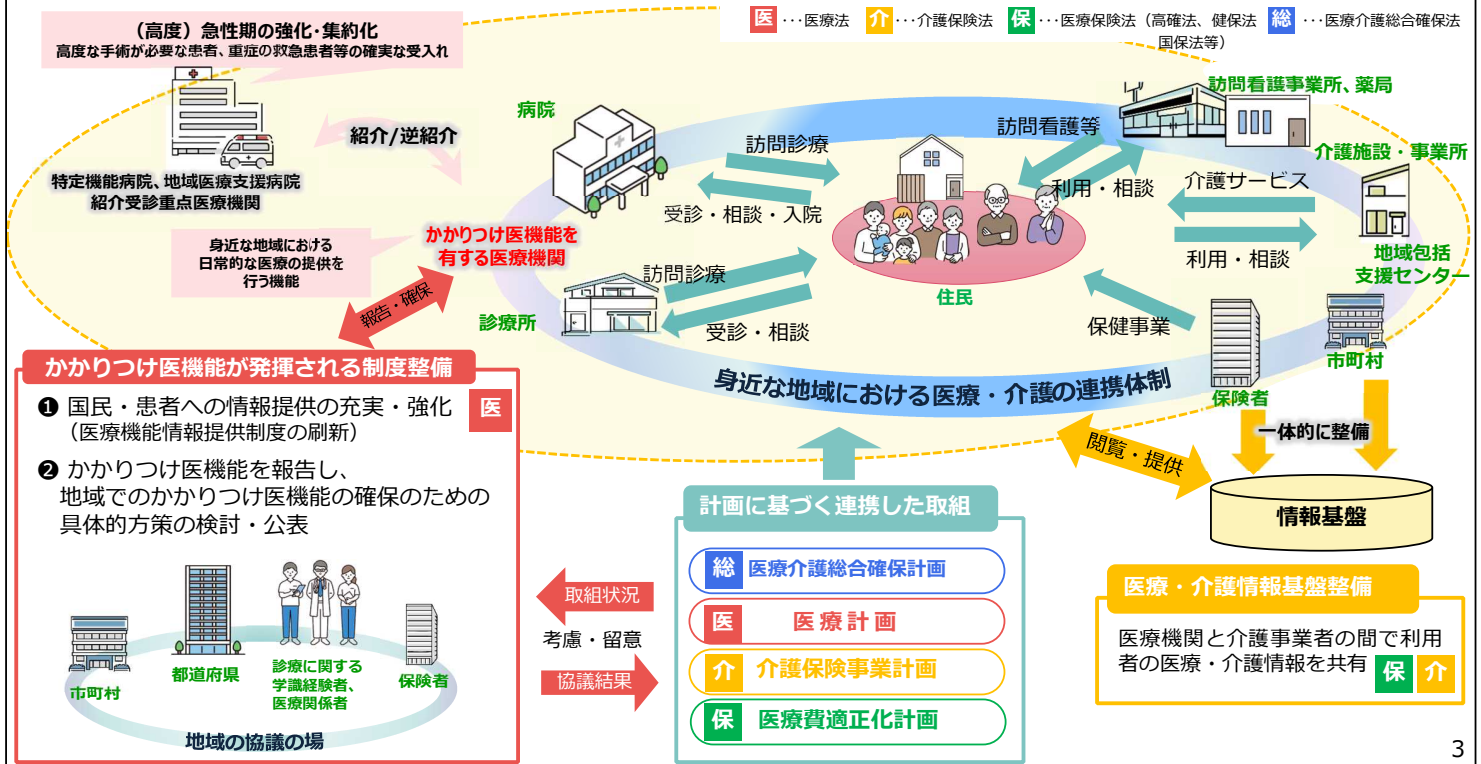 医 ･･･医療法 介 ･･･介護保険法 保 ･･･医療保険法（高確法、健保法 総 ･･･医療介護総合確保法
国保法等）
（高度）急性期の強化･集約化
高度な手術が必要な患者、重症の救急患者等の確実な受入れ
特定機能病院、地域医療支援病院
紹介受診重点医療機関
紹介/逆紹介
身近な地域における
日常的な医療の提供を
行う機能
かかりつけ医機能を
有する医療機関
報告・確保
病院
訪問診療
受診・相談・入院
診療所
訪問診療
受診・相談
住民
訪問看護等
利用・相談
訪問看護事業所、薬局
介護施設・事業所
介護サービス
利用・相談
地域包括
支援センター
保健事業
保険者
市町村
身近な地域における医療・介護の連携体制
一体的に整備
閲覧・提供
情報基盤
かかりつけ医機能が発揮される制度整備
❶ 国民・患者への情報提供の充実・強化 医
（医療機能情報提供制度の刷新）
❷ かかりつけ医機能を報告し、
地域でのかかりつけ医機能の確保のための
具体的方策の検討・公表
市町村
都道府県
診療に関する
学識経験者、
医療関係者
保険者
地域の協議の場
取組状況
考慮・留意
協議結果
計画に基づく連携した取組
総 医療介護総合確保計画
医 医療計画
介 介護保険事業計画
保 医療費適正化計画
医療・介護情報基盤整備
医療機関と介護事業者の間で利用
者の医療・介護情報を共有 保 介
3